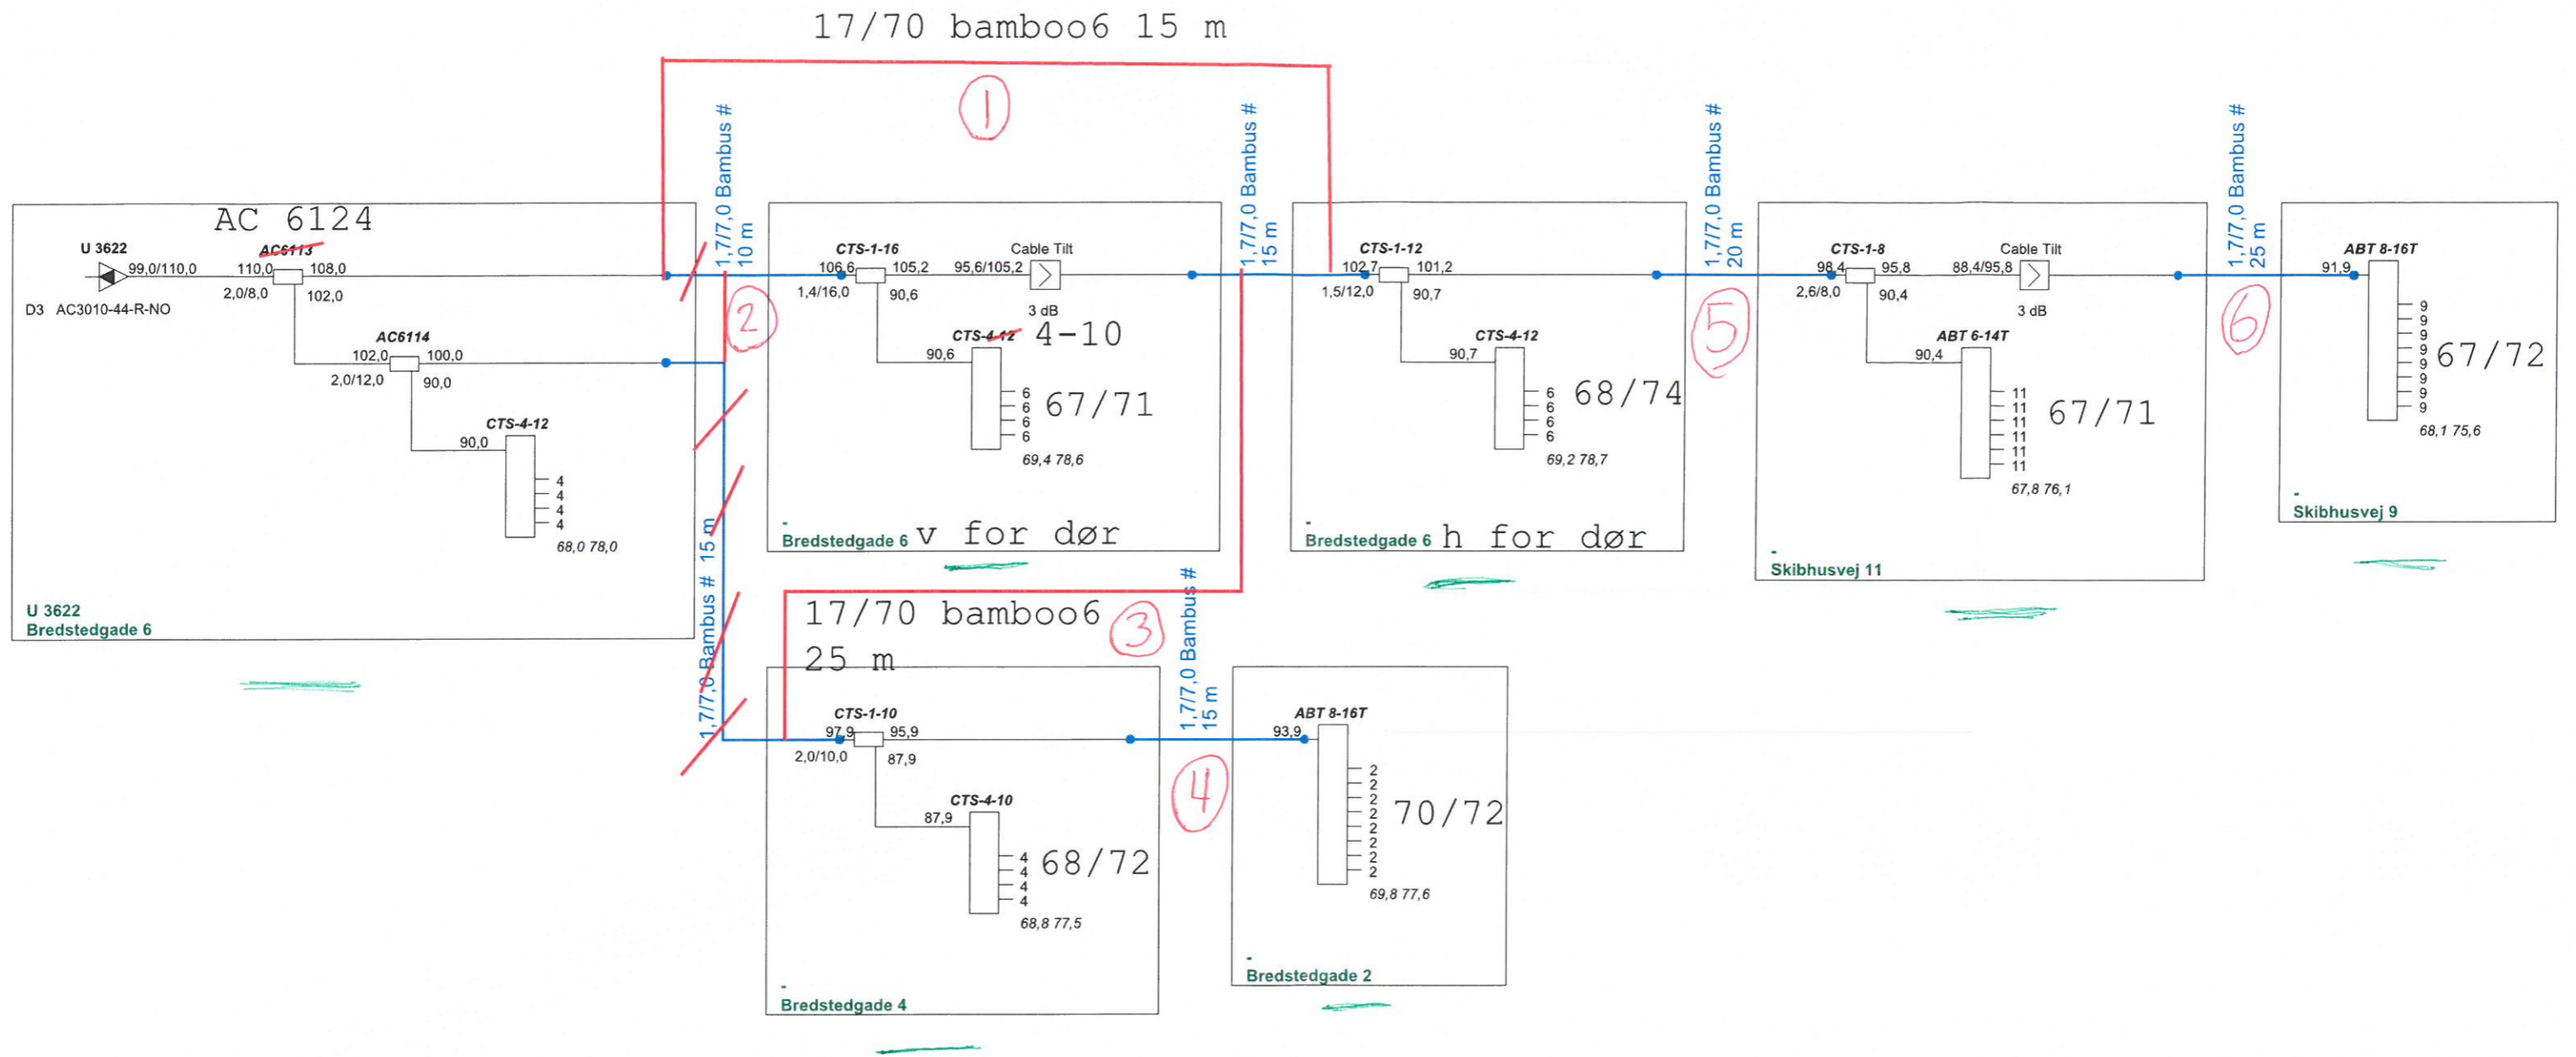 17/70 bamboo6 15 m
1
1,7/7,0 Bambus #
10 m
1,7/7,0 Bambus #
15 m
1,7/7,0 Bambus #
20 m
1,7/7,0 Bambus #
25 m
AC 6124
U 3622
AC6113
99,0/110,0
110,0
108,0
2,0/8,0
102,0
D3 AC3010-44-R-NO
AC6114
102,0
100,0
2,0/12,0
90,0
CTS-4-12
90,0
4
4
4
4
68,0 78,0
U 3622
Bredstedgade 6
2
CTS-1-16
106,6
105,2
1,4/16,0
90,6
Cable Tilt
95,6/105,2
3 dB
CTS-4-12
4-10
90,6
6
6
6
6
67/71
69,4 78,6
-
Bredstedgade 6
v for dør
CTS-1-12
102,7
101,2
1,5/12,0
90,7
CTS-4-12
90,7
6
6
6
6
68/74
69,2 78,7
-
Bredstedgade 6
h for dør
5
CTS-1-8
98,4
95,8
2,6/8,0
90,4
Cable Tilt
88,4/95,8
3 dB
ABT 6-14T
90,4
11
11
11
11
11
11
67/71
67,8 76,1
-
Skibhusvej 11
6
ABT 8-16T
91,9
9
9
9
9
9
9
9
9
67/72
68,1 75,6
-
Skibhusvej 9
1,7/7,0 Bambus # 15 m
17/70 bamboo6
25 m
3
1,7/7,0 Bambus #
15 m
CTS-1-10
97,9
95,9
2,0/10,0
87,9
CTS-4-10
87,9
4
4
4
4
68/72
68,8 77,5
-
Bredstedgade 4
4
ABT 8-16T
93,9
2
2
2
2
2
2
2
2
70/72
69,8 77,6
-
Bredstedgade 2